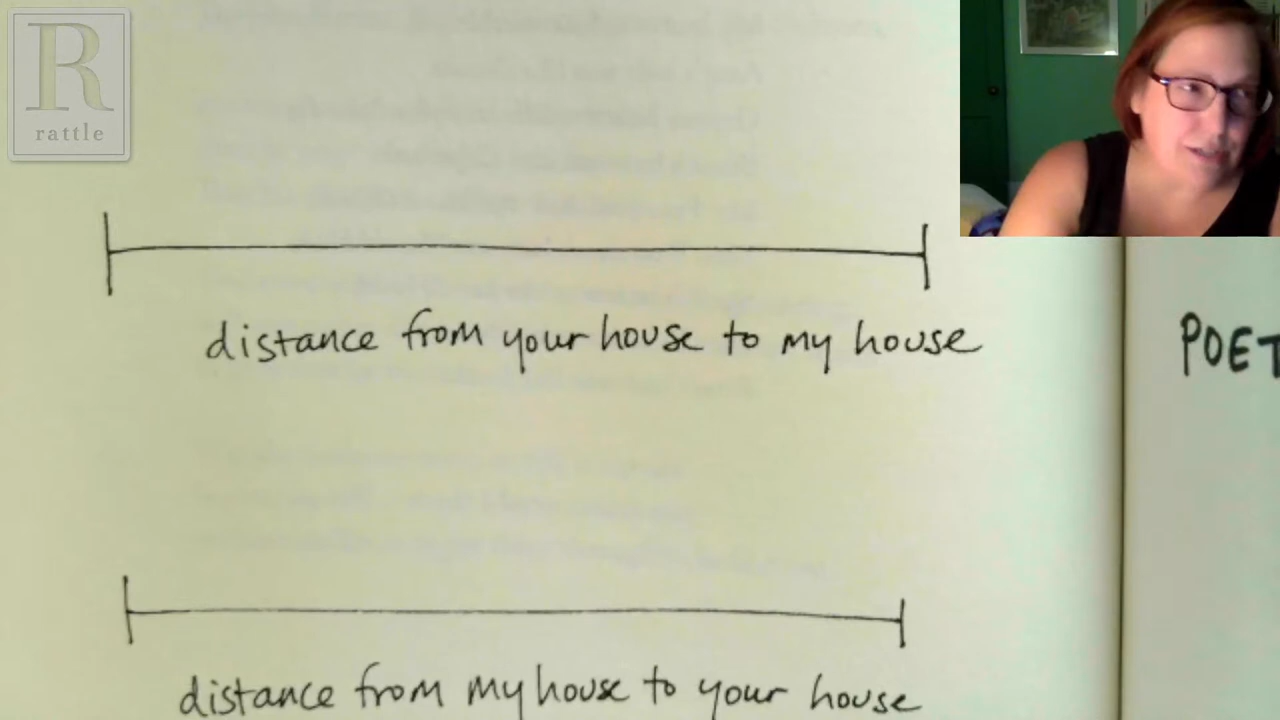 R
rattle
distance from your house to my house
POET
distance from my house to your house